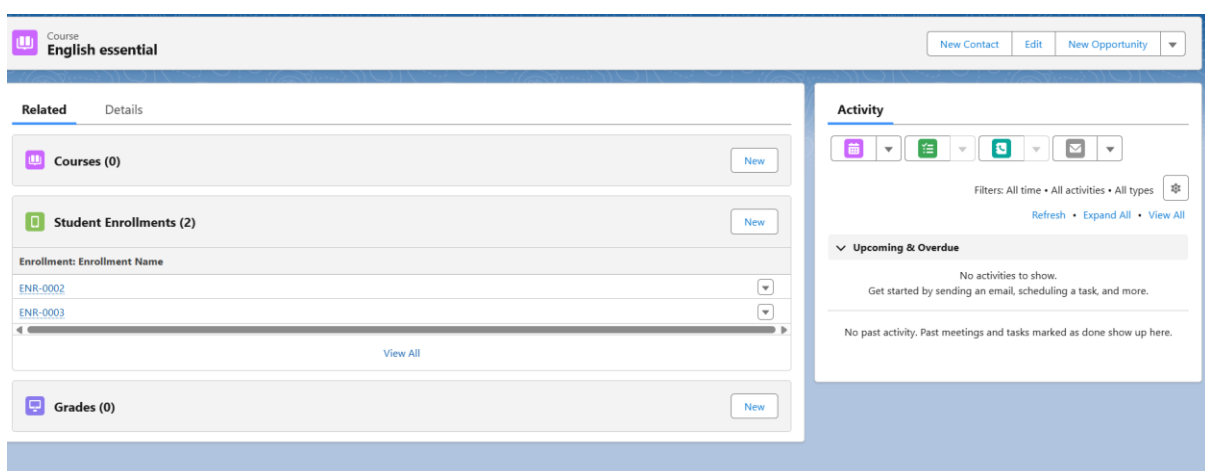 Course
English essential
New Contact
Edit
New Opportunity
Related
Details
Courses (0)
New
Student Enrollments (2)
New
Enrollment: Enrollment Name
ENR-0002
ENR-0003
View All
Grades (0)
New
Activity
Filters: All time • All activities • All types
Refresh • Expand All • View All
Upcoming & Overdue
No activities to show.
Get started by sending an email, scheduling a task, and more.
No past activity. Past meetings and tasks marked as done show up here.